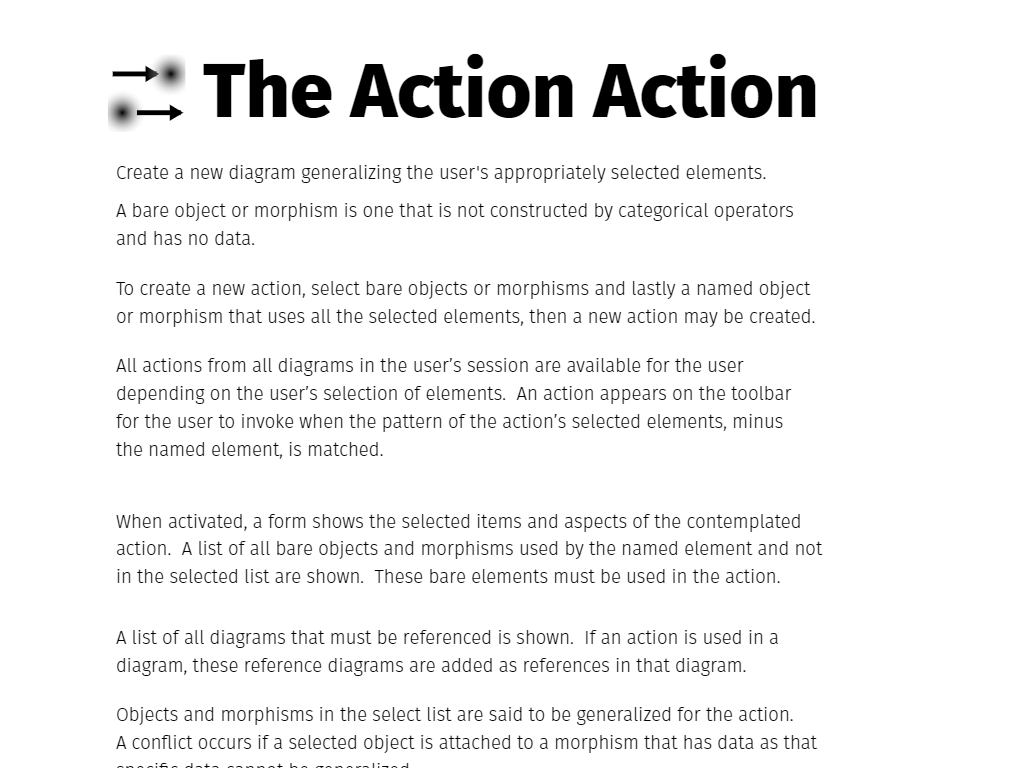 The Action Action
Create a new diagram generalizing the user's appropriately selected elements.
A bare object or morphism is one that is not constructed by categorical operators
and has no data.
To create a new action, select bare objects or morphisms and lastly a named object
or morphism that uses all the selected elements, then a new action may be created.
All actions from all diagrams in the user’s session are available for the user
depending on the user’s selection of elements.  An action appears on the toolbar
for the user to invoke when the pattern of the action’s selected elements, minus
the named element, is matched.
When activated, a form shows the selected items and aspects of the contemplated
action.  A list of all bare objects and morphisms used by the named element and not
in the selected list are shown.  These bare elements must be used in the action.
A list of all diagrams that must be referenced is shown.  If an action is used in a
diagram, these reference diagrams are added as references in that diagram.
Objects and morphisms in the select list are said to be generalized for the action.
A conflict occurs if a selected object is attached to a morphism that has data as that
specific data cannot be generalized.